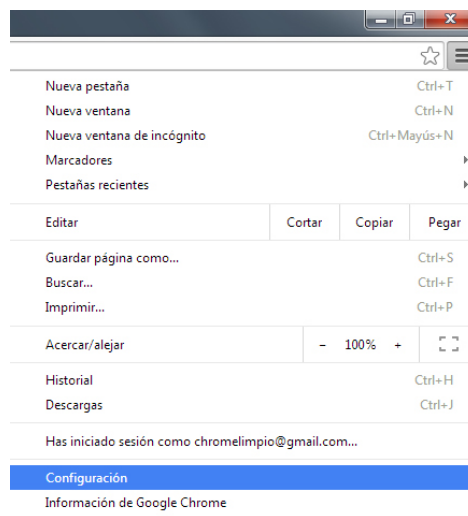 Nueva pestaña Ctrl+T
Nueva ventana Ctrl+N
Nueva ventana de incógnito Ctrl+Mayús+N
Marcadores
Pestañas recientes
Editar Cortar Copiar Pegar
Guardar página como... Ctrl+S
Buscar... Ctrl+F
Imprimir... Ctrl+P
Acercar/alejar - 100% +
Historial Ctrl+H
Descargas Ctrl+J
Has iniciado sesión como chromelimpio@gmail.com...
Configuración
Información de Google Chrome